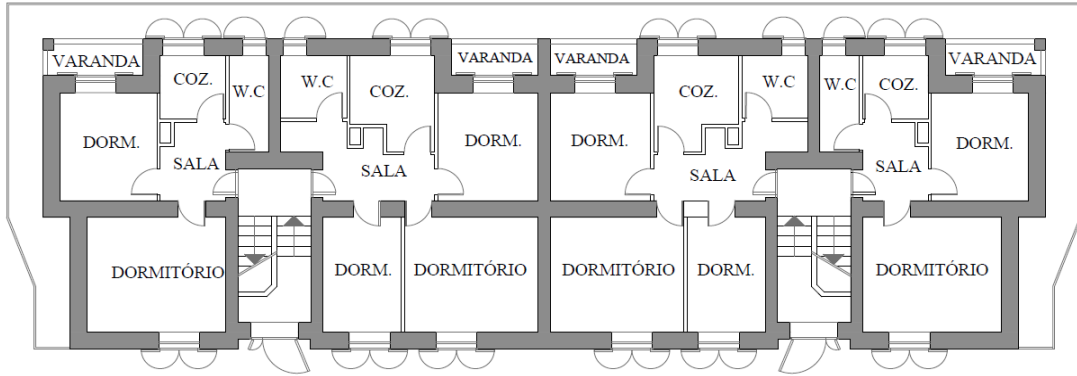 VARANDA
VARANDA
VARANDA
VARANDA
COZ.
W.C
W.C
COZ.
COZ.
W.C
W.C
COZ.
DORM.
DORM.
DORM.
DORM.
SALA
SALA
SALA
SALA
DORMITÓRIO
DORM.
DORMITÓRIO
DORMITÓRIO
DORM.
DORMITÓRIO